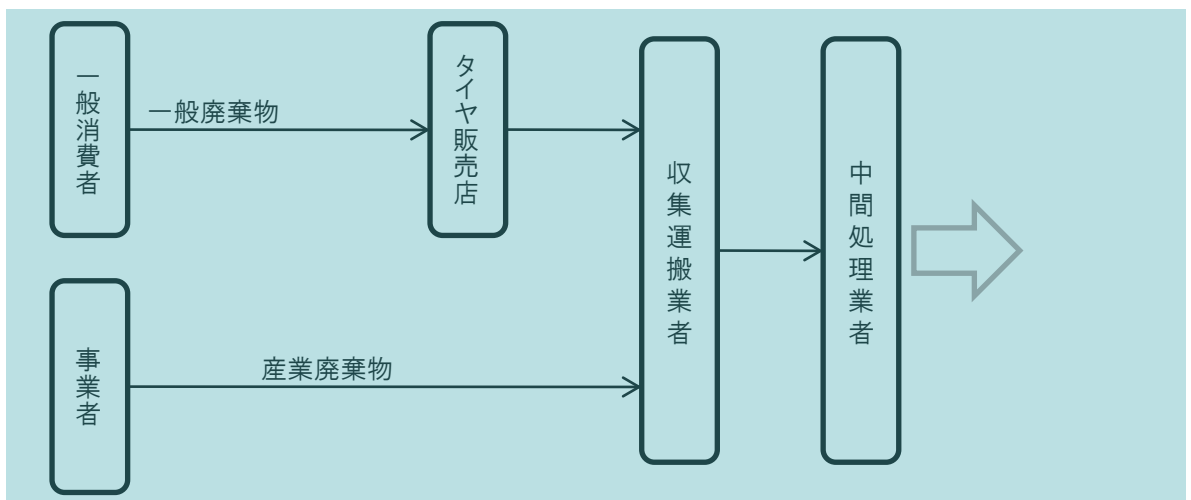 一般消費者
一般廃棄物
タイヤ販売店
収集運搬業者
中間処理業者
事業者
産業廃棄物